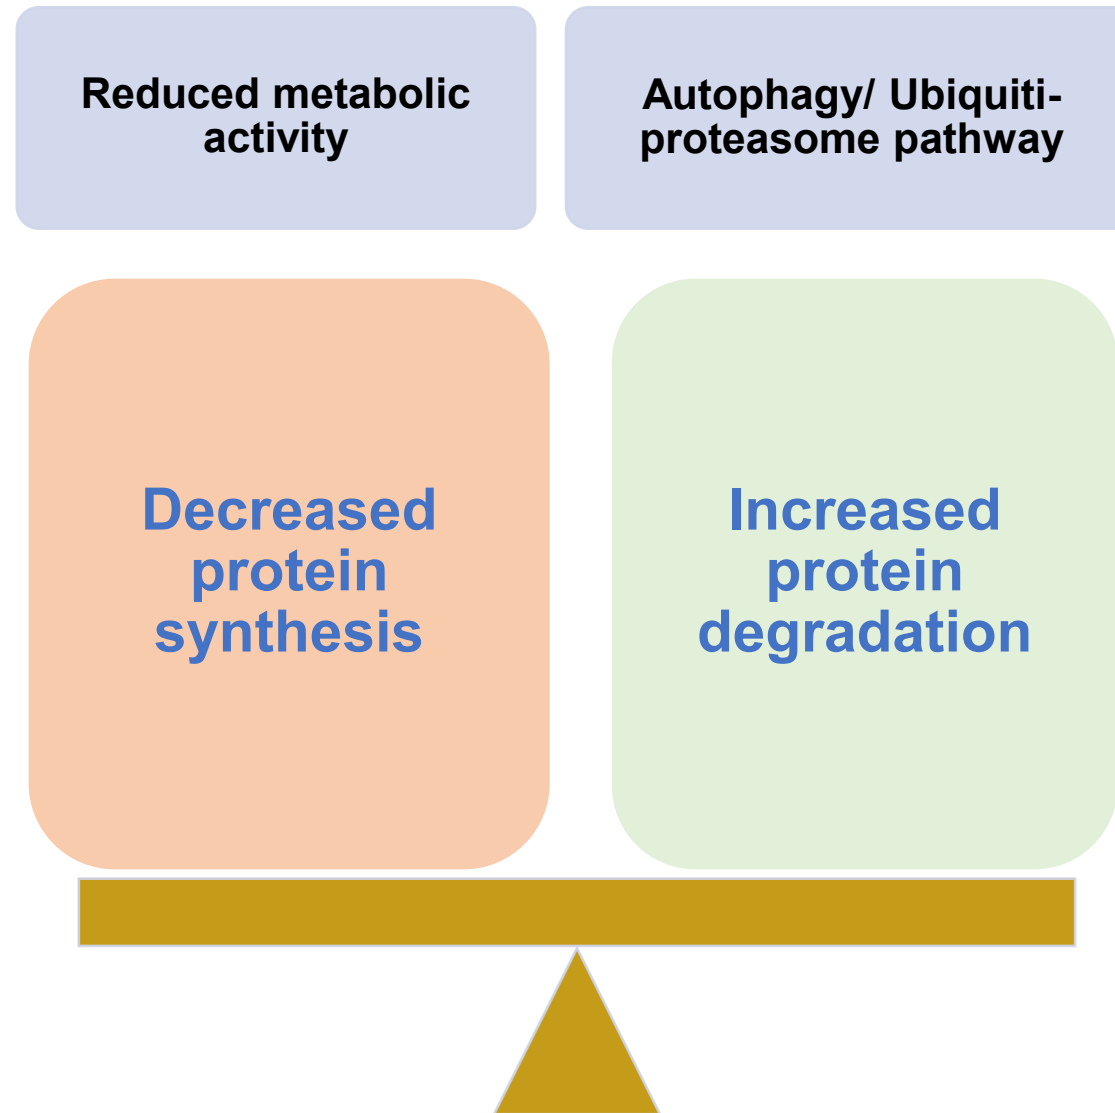 Reduced metabolic
activity
Autophagy/ Ubiquiti-
proteasome pathway
Decreased
protein
synthesis
Increased
protein
degradation